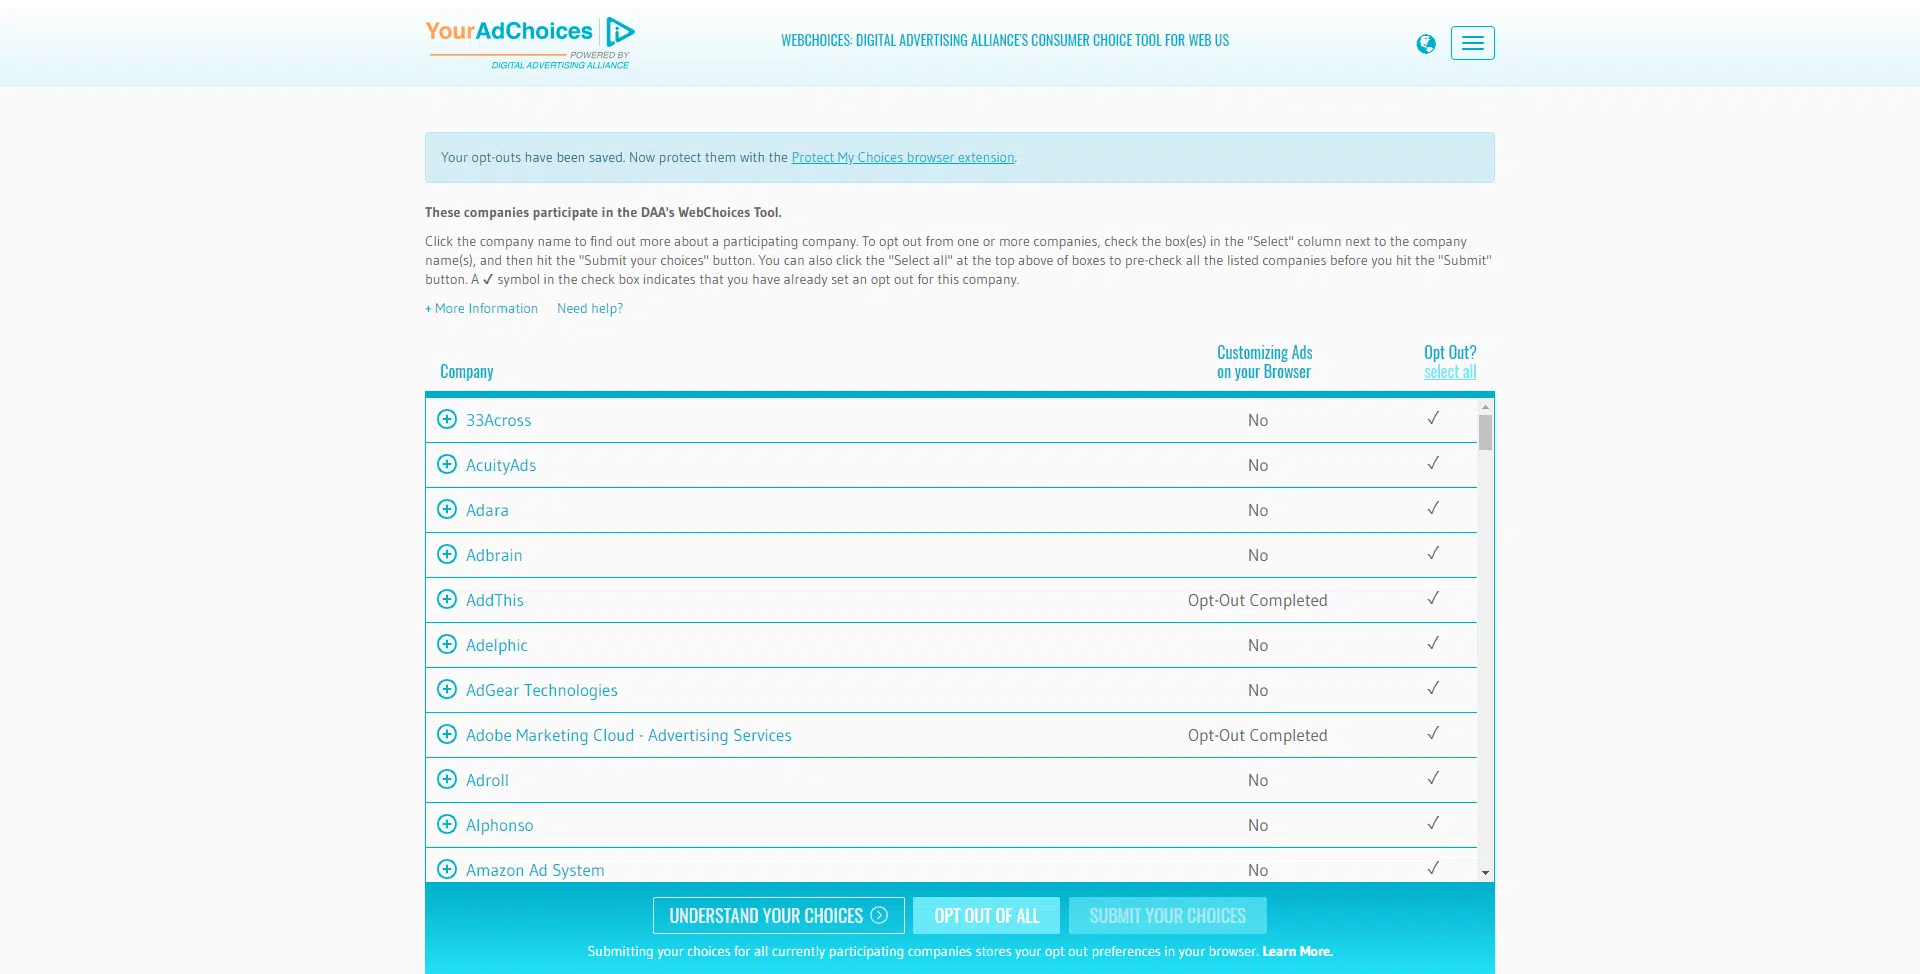 YourAdChoices
POWERED BY
DIGITAL ADVERTISING ALLIANCE
WEBCHOICES: DIGITAL ADVERTISING ALLIANCE'S CONSUMER CHOICE TOOL FOR WEB US
Your opt-outs have been saved. Now protect them with the Protect My Choices browser extension.
These companies participate in the DAA's WebChoices Tool.
Click the company name to find out more about a participating company. To opt out from one or more companies, check the box(es) in the "Select" column next to the company
name(s), and then hit the "Submit your choices" button. You can also click the "Select all" at the top above of boxes to pre-check all the listed companies before you hit the "Submit"
button. A ✓ symbol in the check box indicates that you have already set an opt out for this company.
+ More Information Need help?
Company
Customizing Ads
on your Browser
Opt Out?
select all
33Across No ✓
AcuityAds No ✓
Adara No ✓
Adbrain No ✓
AddThis Opt-Out Completed ✓
Adelphic No ✓
AdGear Technologies No ✓
Adobe Marketing Cloud - Advertising Services Opt-Out Completed ✓
Adroll No ✓
Alphonso No ✓
Amazon Ad System No ✓
UNDERSTAND YOUR CHOICES OPT OUT OF ALL SUBMIT YOUR CHOICES
Submitting your choices for all currently participating companies stores your opt out preferences in your browser. Learn More.